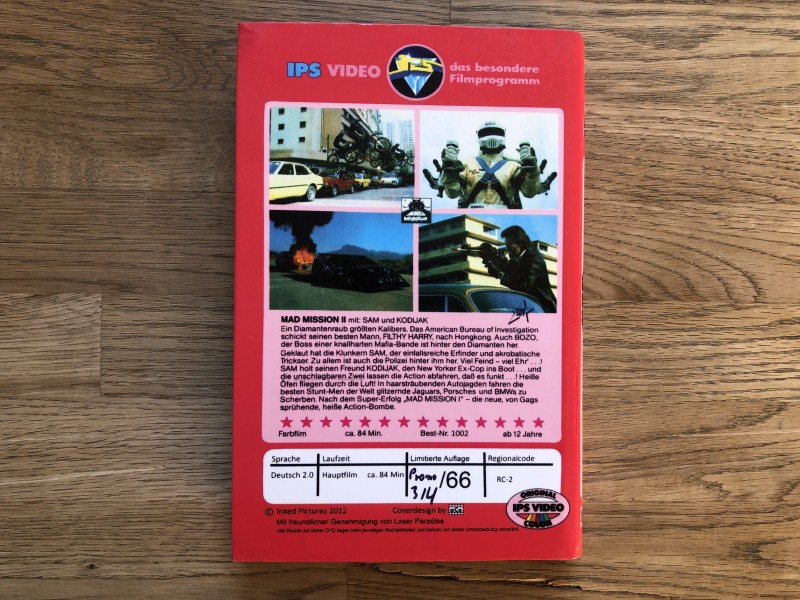 IPS VIDEO
das besondere
Filmprogramm
MAD MISSION II mit: SAM und KODIJAK
Ein Diamantenraub größten Kalibers. Das American Bureau of Investigation
schickt seinen besten Mann, FILTHY HARRY, nach Hongkong. Auch BOZO,
der Boss einer knallharten Mafia-Bande ist hinter den Diamanten her.
Geklaut hat die Klunkern SAM, der einfallsreiche Erfinder und akrobatische
Trickser. Zu allem ist auch die Polizei hinter ihm her. Viel Feind – viel Ehr' . . .!
SAM holt seinen Freund KODIJAK, den New Yorker Ex-Cop ins Boot . . . und
die unschlagbaren Zwei lassen die Action abfahren, daß es funkt . . .! Heiße
Öfen fliegen durch die Luft! In haarsträubenden Autojagden fahren die
besten Stunt-Men der Welt glitzernde Jaguars, Porsches und BMWs zu
Scherben. Nach dem Super-Erfolg „MAD MISSION I" – die neue, von Gags
sprühende, heiße Action-Bombe.
Farbfilm ca. 84 Min. Best-Nr. 1002 ab 12 Jahre
Sprache Laufzeit Limitierte Auflage Regionalcode
Deutsch 2.0 Hauptfilm ca. 84 Min Promo 3/4 /66 RC-2
© Inked Pictures 2012 Coverdesign by
Mit freundlicher Genehmigung von Laser Paradise
ORIGINAL
IPS VIDEO
COLOR